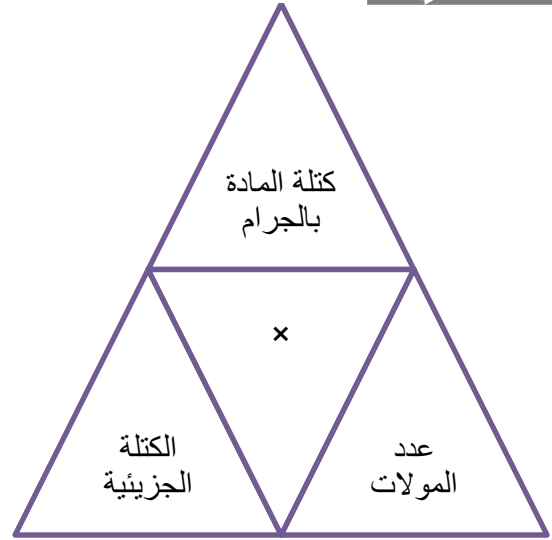 كتلة المادة
بالجرام
×
الكتلة
الجزيئية
عدد
المولات